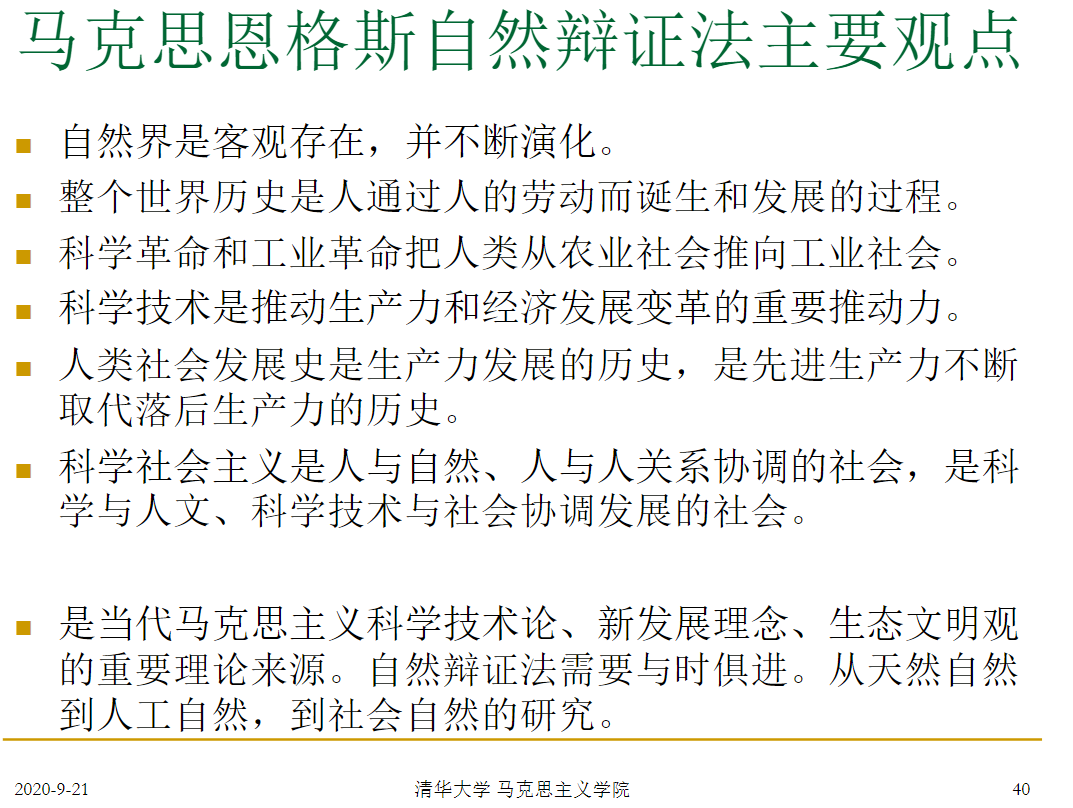 马克思恩格斯自然辩证法主要观点
自然界是客观存在，并不断演化。
整个世界历史是人通过人的劳动而诞生和发展的过程。
科学革命和工业革命把人类从农业社会推向工业社会。
科学技术是推动生产力和经济发展变革的重要推动力。
人类社会发展史是生产力发展的历史，是先进生产力不断
取代落后生产力的历史。
科学社会主义是人与自然、人与人关系协调的社会，是科
学与人文、科学技术与社会协调发展的社会。
是当代马克思主义科学技术论、新发展理念、生态文明观
的重要理论来源。自然辩证法需要与时俱进。从天然自然
到人工自然，到社会自然的研究。
2020-9-21
清华大学 马克思主义学院
40